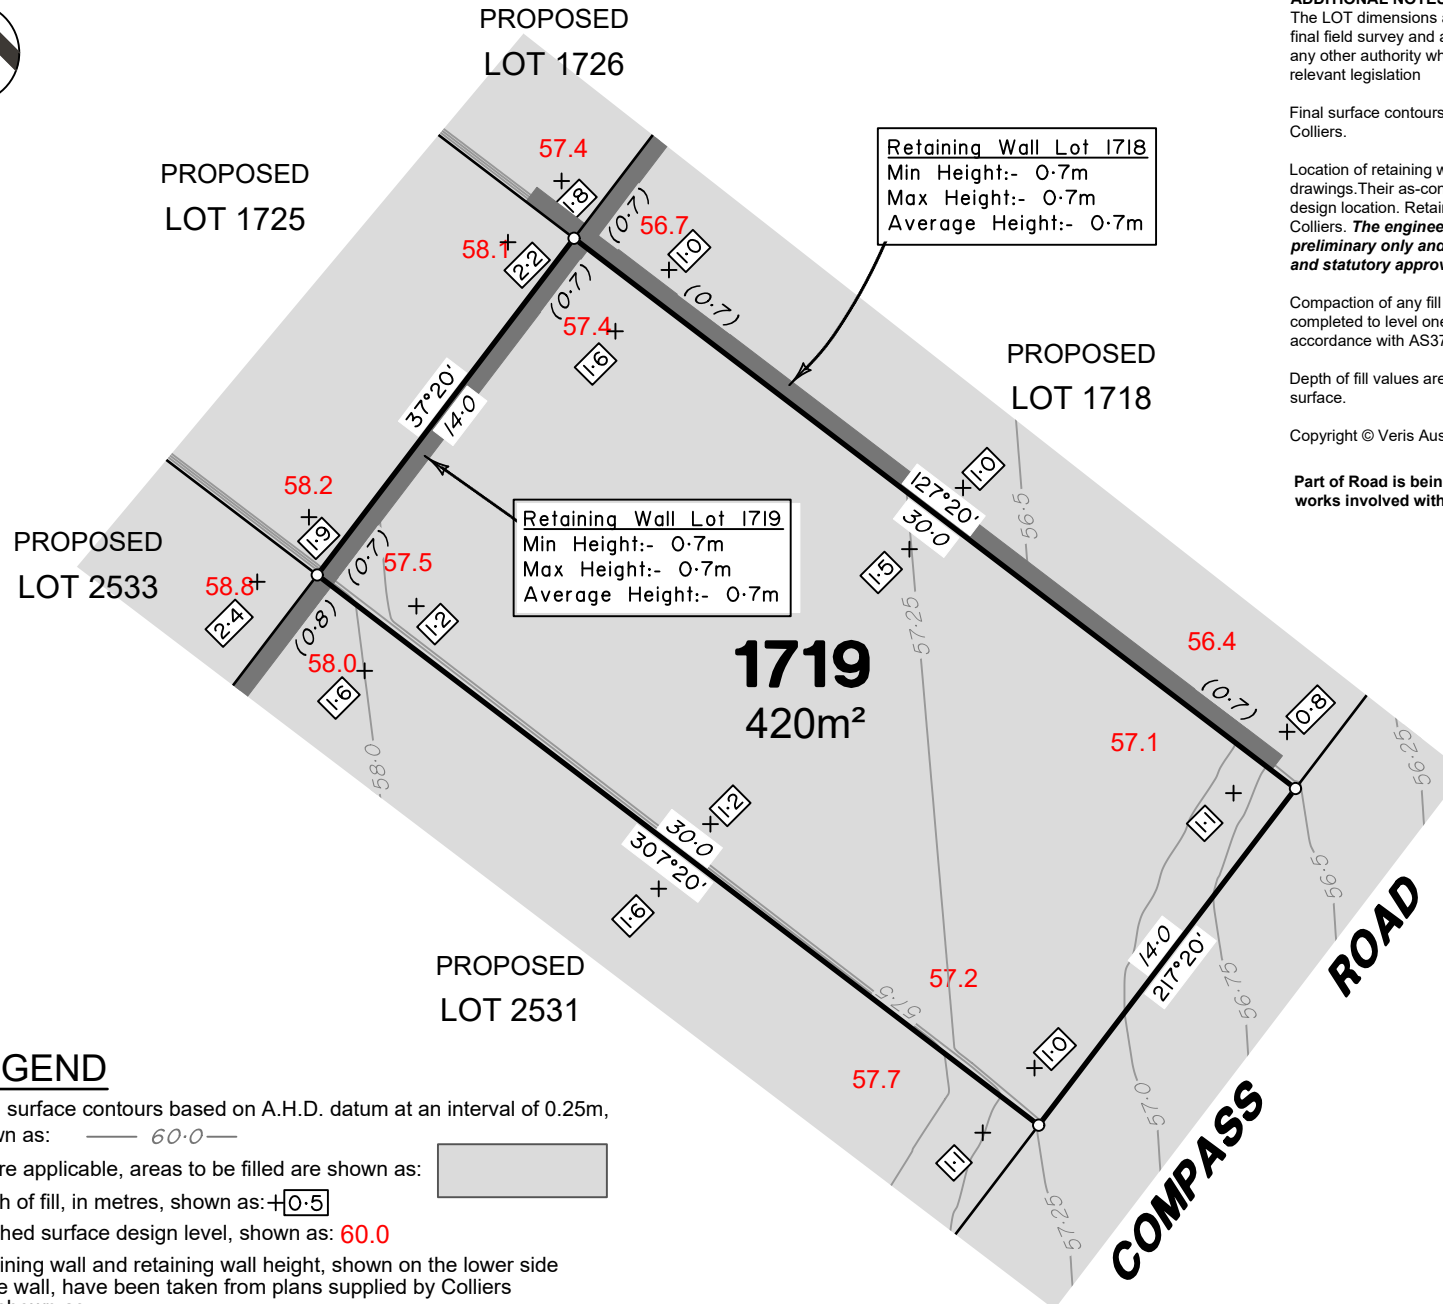 PROPOSED
LOT 1726
PROPOSED
LOT 1725
PROPOSED
LOT 2533
PROPOSED
LOT 1718
PROPOSED
LOT 2531
57.4
1·8
(0·7)
56.7
1·0
(0·7)
58.1
2·2
(0·7)
57.4
1·6
37°20'
14·0
58.2
1·9
(0·7)
57.5
1·2
58.8
2·4
(0·8)
58.0
1·6
58·0
Retaining Wall Lot 1718
Min Height:- 0·7m
Max Height:- 0·7m
Average Height:- 0·7m
Retaining Wall Lot 1719
Min Height:- 0·7m
Max Height:- 0·7m
Average Height:- 0·7m
127°20'
30·0
1·0
1·5
56·5
57·25
1719
420m²
56.4
(0·7)
0·8
57.1
1·1
56·25
56·5
56·75
57·0
57·25
30·0
307°20'
1·2
1·6
57.2
57·5
57.7
1·0
1·1
14·0
217°20'
COMPASS ROAD
ADDITIONAL NOTES
The LOT dimensions a
final field survey and a
any other authority wh
relevant legislation
Final surface contours
Colliers.
Location of retaining w
drawings.Their as-con
design location. Retai
Colliers. The enginee
preliminary only and
and statutory approv
Compaction of any fill
completed to level one
accordance with AS37
Depth of fill values are
surface.
Copyright © Veris Aus
Part of Road is bein
works involved with
GEND
surface contours based on A.H.D. datum at an interval of 0.25m,
wn as: 60·0
re applicable, areas to be filled are shown as:
h of fill, in metres, shown as: +0·5
hed surface design level, shown as: 60.0
ining wall and retaining wall height, shown on the lower side
e wall, have been taken from plans supplied by Colliers